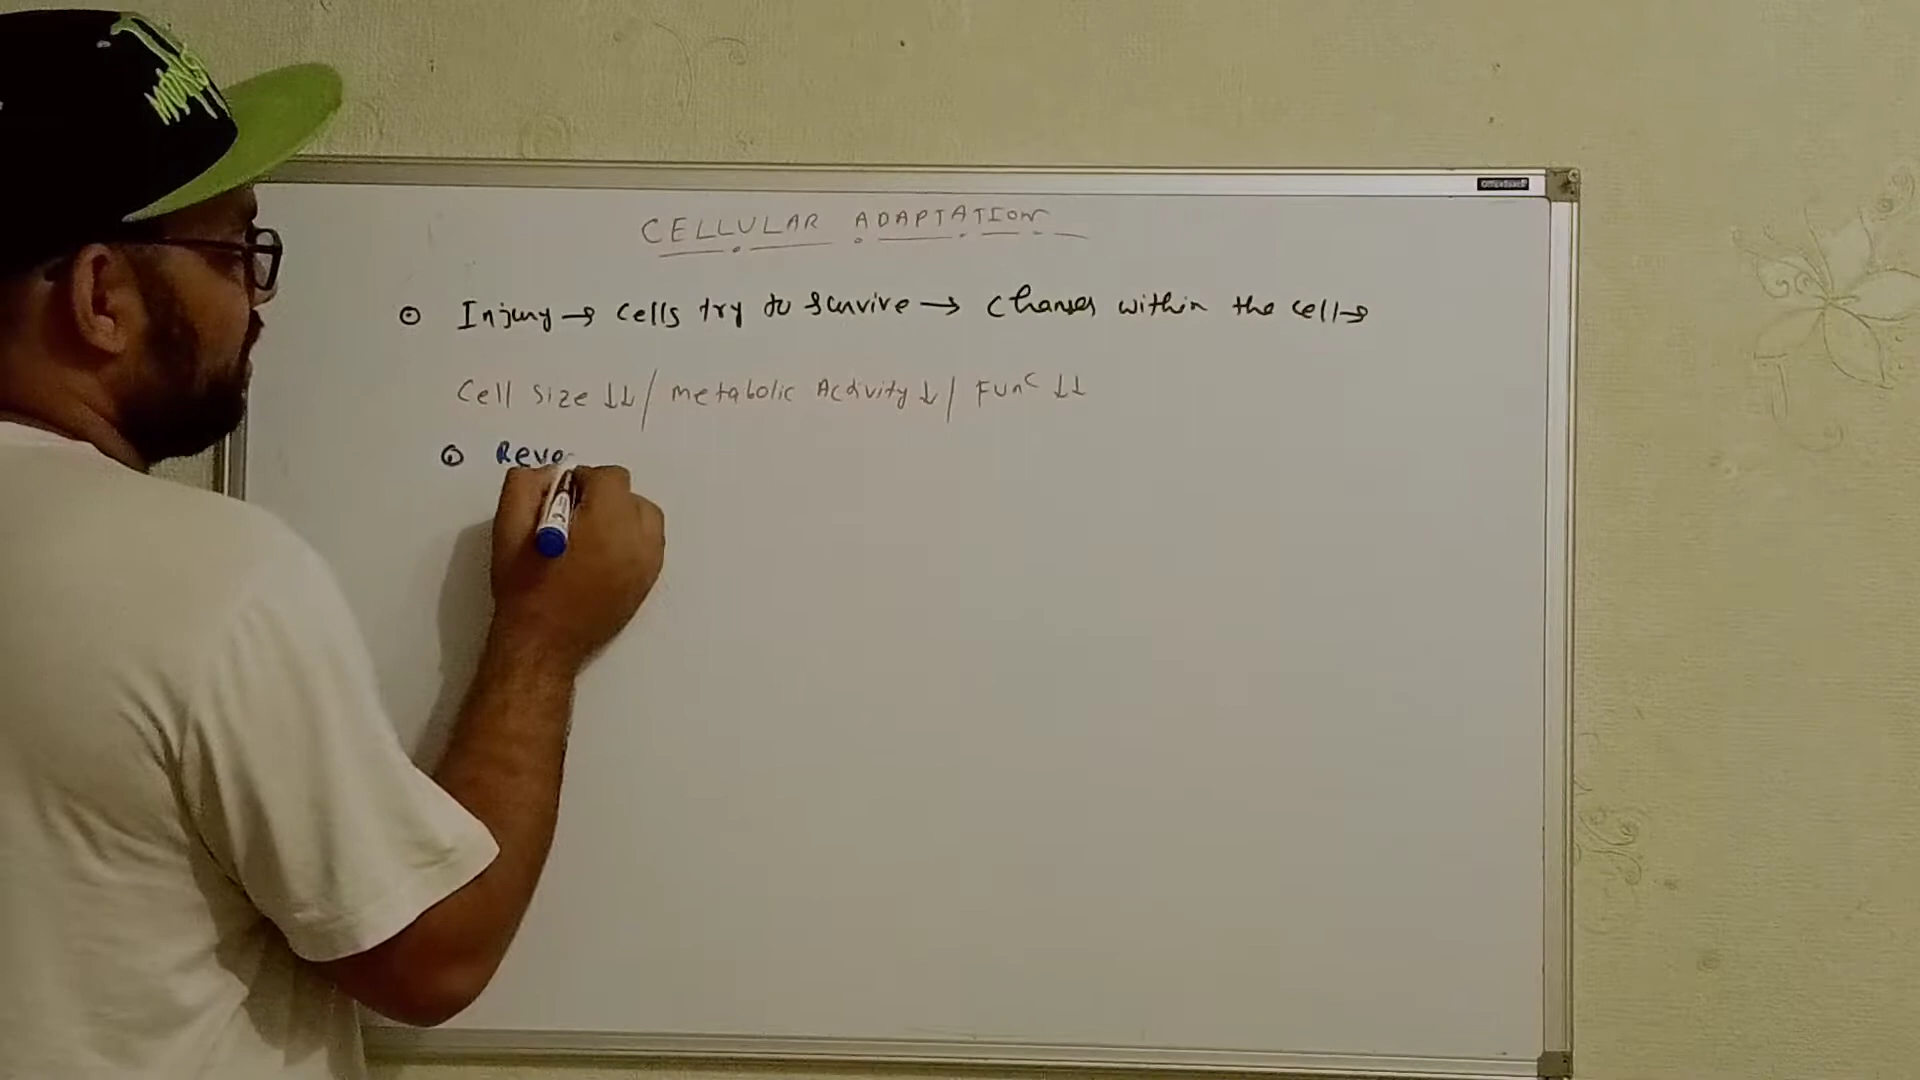 CELLULAR ADAPTATION
⊙ Injury → cells try to survive → Changes within the cell →
Cell Size ↓↓ / Metabolic Activity ↓ / Func ↓↓
⊙ Reve